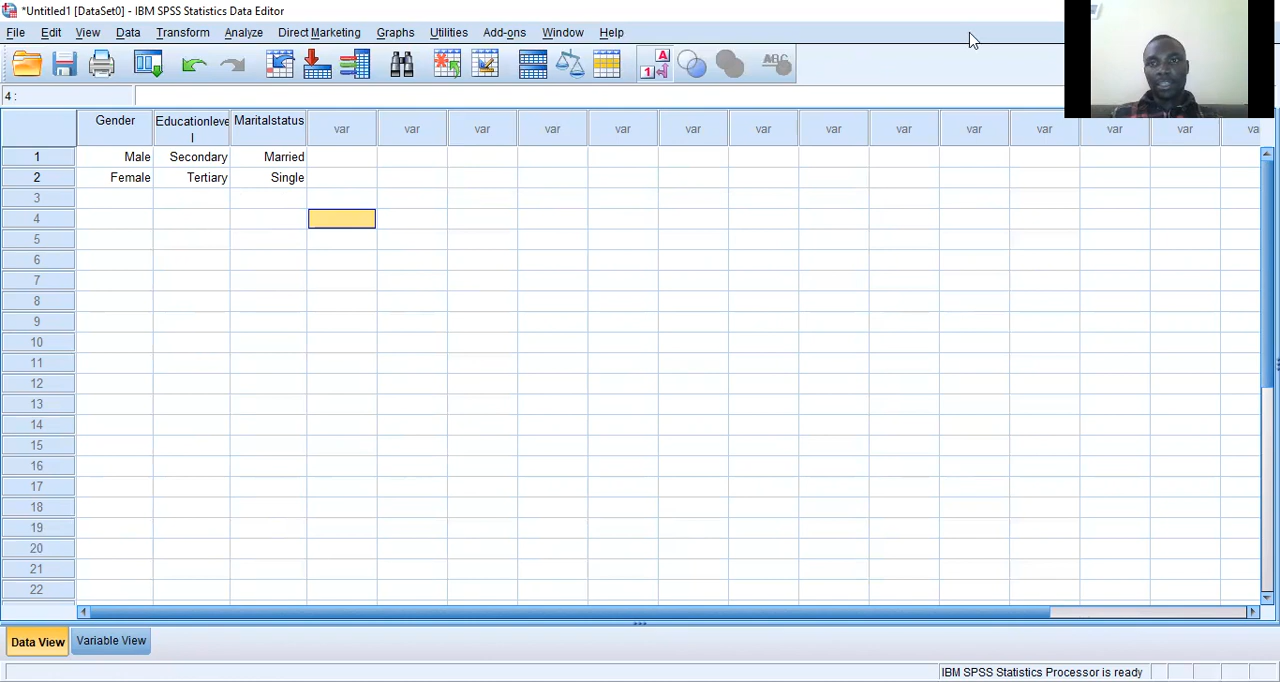 *Untitled1 [DataSet0] - IBM SPSS Statistics Data Editor
File Edit View Data Transform Analyze Direct Marketing Graphs Utilities Add-ons Window Help
1 A
ABC
4 :
Gender Educationleve
l Maritalstatus var var var var var var var var var var var var var va
1 Male Secondary Married
2 Female Tertiary Single
3
4
5
6
7
8
9
10
11
12
13
14
15
16
17
18
19
20
21
22
Data View Variable View
IBM SPSS Statistics Processor is ready